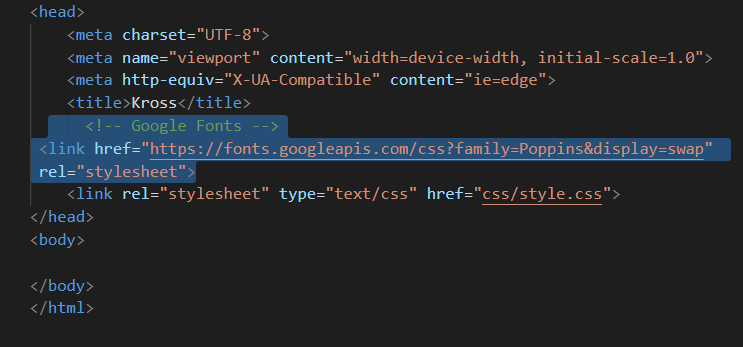 <head>
<meta charset="UTF-8">
<meta name="viewport" content="width=device-width, initial-scale=1.0">
<meta http-equiv="X-UA-Compatible" content="ie=edge">
<title>Kross</title>
<!-- Google Fonts -->
<link href="https://fonts.googleapis.com/css?family=Poppins&display=swap"
rel="stylesheet">
<link rel="stylesheet" type="text/css" href="css/style.css">
</head>
<body>
</body>
</html>